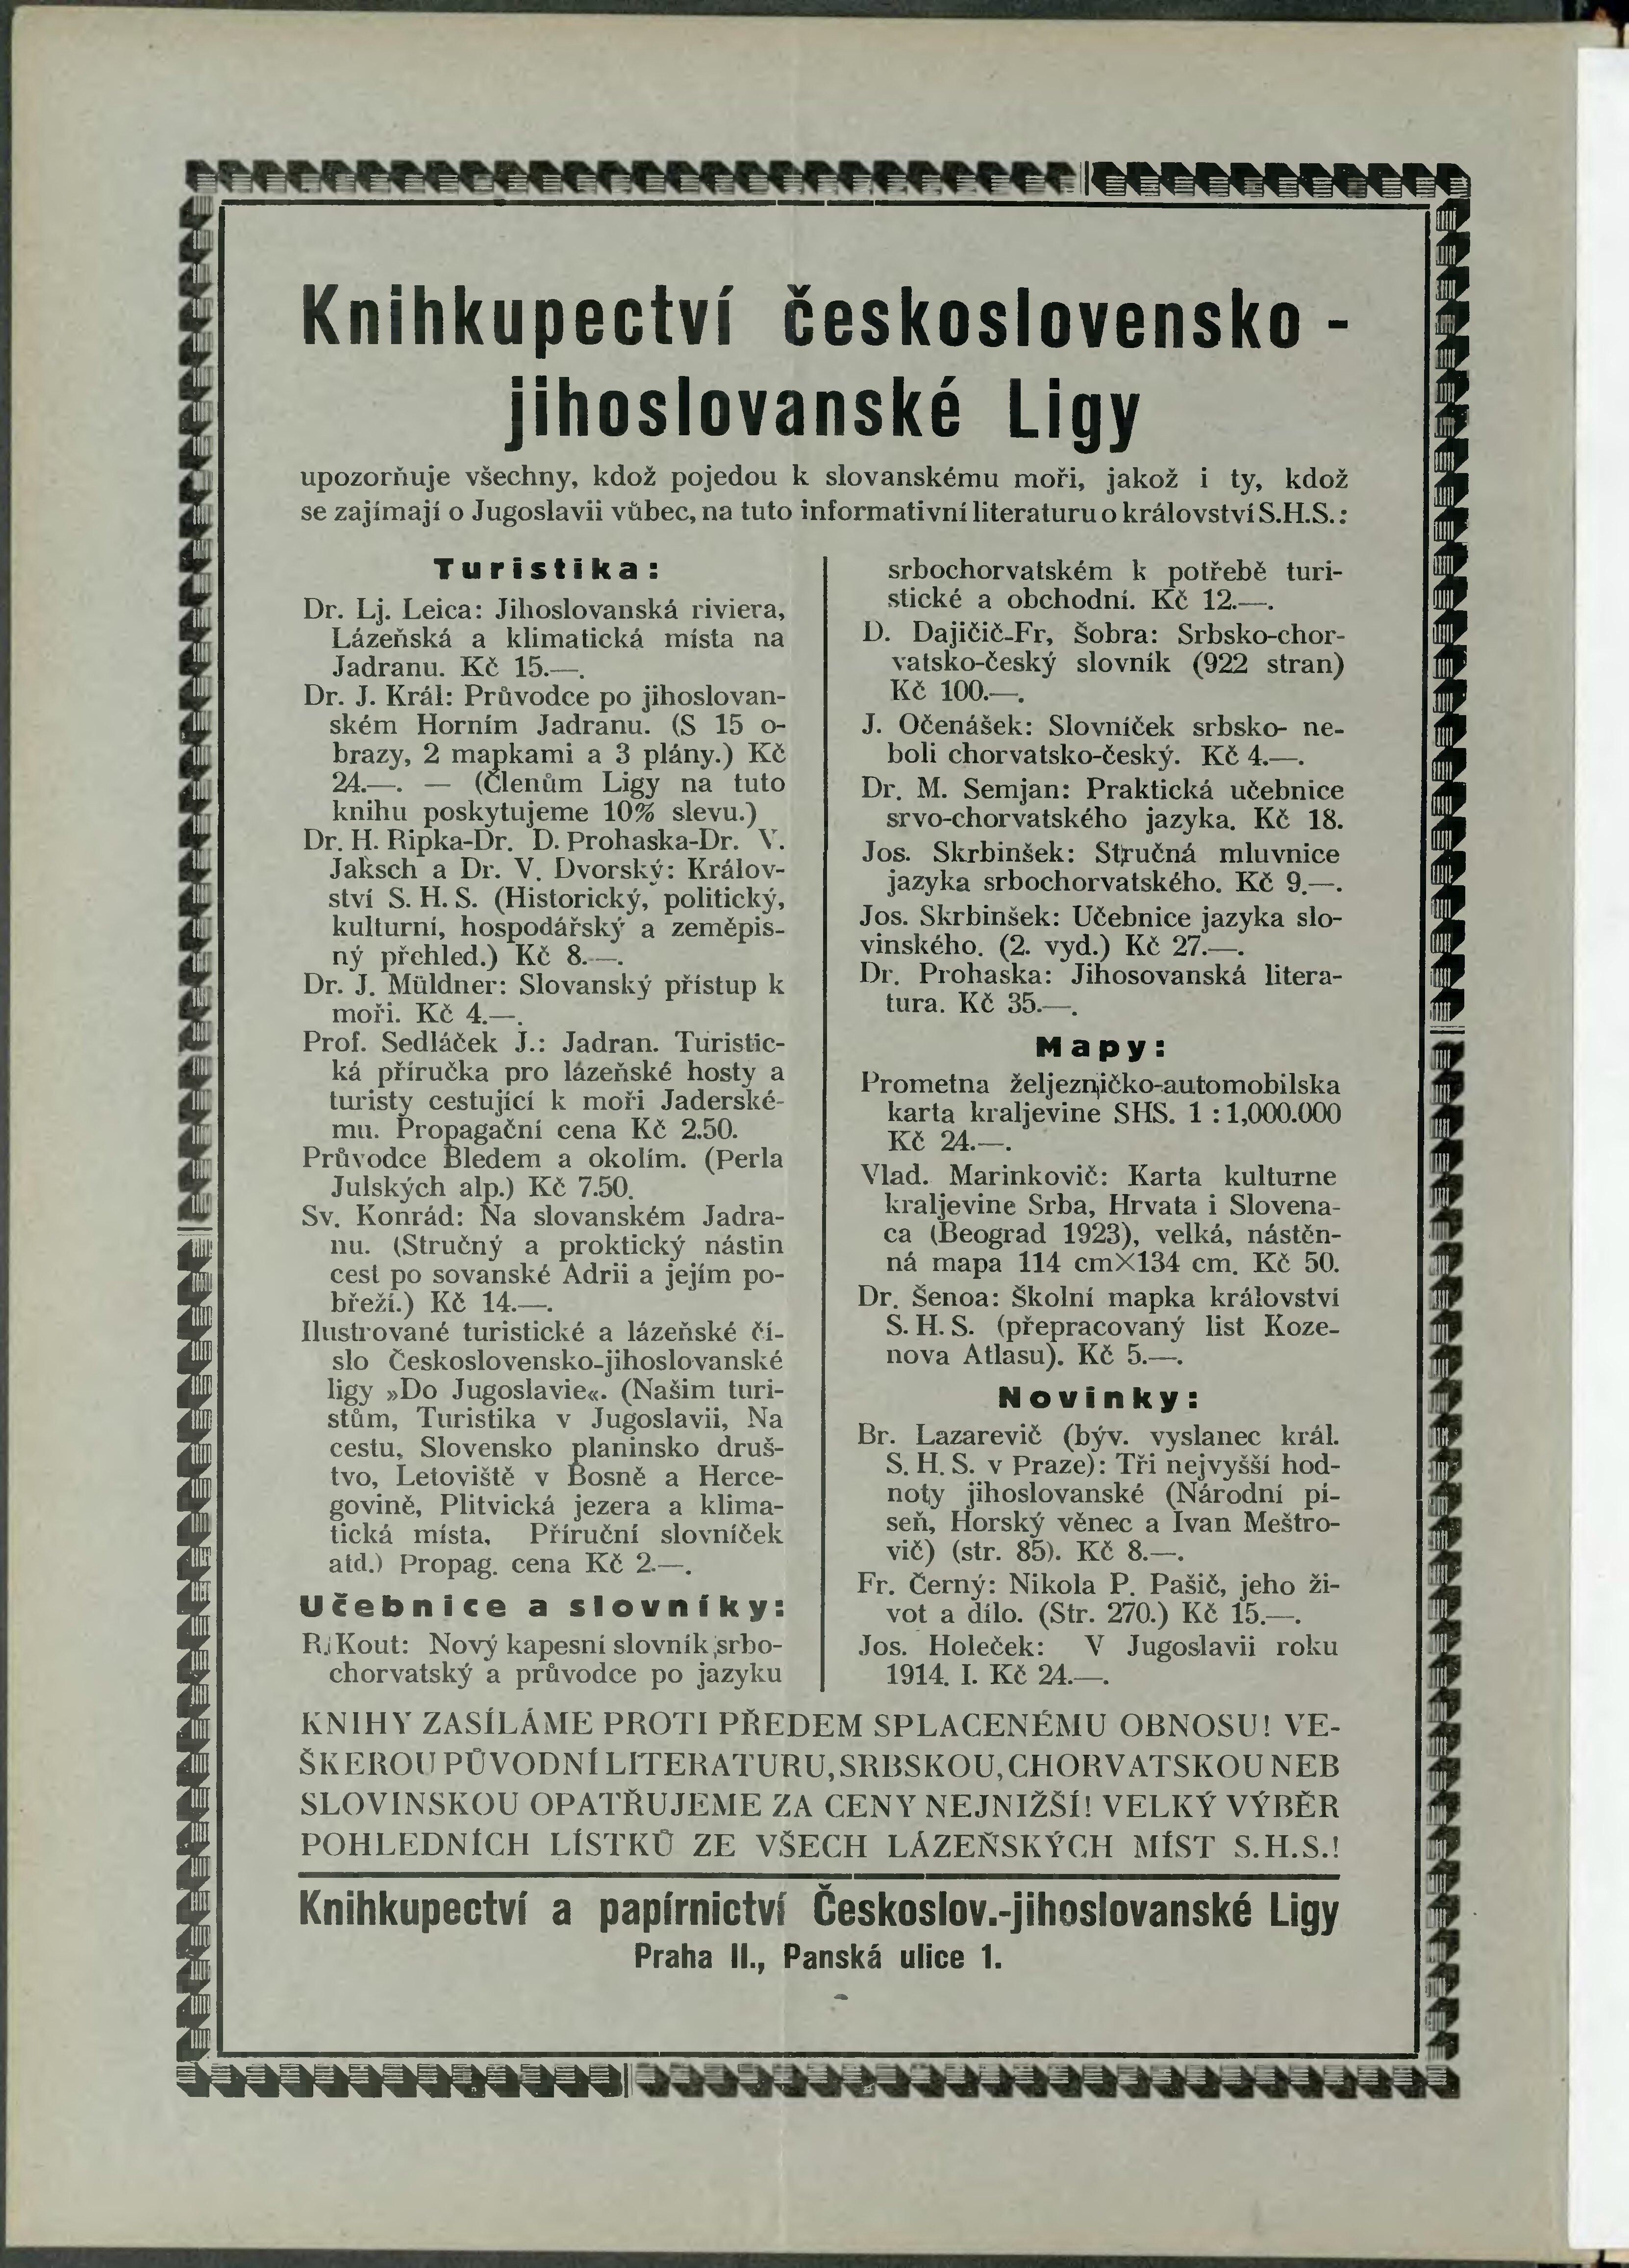 Knihkupectví československo -
jihoslovanské Ligy
upozorňuje všechny, kdož pojedou k slovanskému moři, jakož i ty, kdož
se zajímají o Jugoslavii vůbec, na tuto informativní literaturu o království S.H.S.:
Turistika:
Dr. Lj. Leica: Jihoslovanská riviera,
Lázeňská a klimatická místa na
Jadranu. Kč 15.—.
Dr. J. Král: Průvodce po jihoslovan-
ském Horním Jadranu. (S 15 o-
brazy, 2 mapkami a 3 plány.) Kč
24.—. — (Členům Ligy na tuto
knihu poskytujeme 10% slevu.)
Dr. H. Ripka-Dr. D. Prohaska-Dr. V.
Jaksch a Dr. V. Dvorský: Králov-
ství S. H. S. (Historický, politický,
kulturní, hospodářský a zeměpis-
ný přehled.) Kč 8.—.
Dr. J. Müldner: Slovanský přístup k
moři. Kč 4.—.
Prof. Sedláček J.: Jadran. Turistic-
ká příručka pro lázeňské hosty a
turisty cestující k moři Jaderské-
mu. Propagační cena Kč 2.50.
Průvodce Bledem a okolím. (Perla
Julských alp.) Kč 7.50.
Sv. Konrád: Na slovanském Jadra-
nu. (Stručný a proktický nástin
cest po sovanské Adrii a jejím po-
břeží.) Kč 14.—.
Ilustrované turistické a lázeňské čí-
slo Československo-jihoslovanské
ligy »Do Jugoslavie«. (Našim turi-
stům, Turistika v Jugoslavii, Na
cestu, Slovensko planinsko druš-
tvo, Letoviště v Bosně a Herce-
govině, Plitvická jezera a klima-
tická místa, Příruční slovníček
atd.) Propag. cena Kč 2.—.
Učebnice a slovníky:
R. Kout: Nový kapesní slovník srbo-
chorvatský a průvodce po jazyku
srbochorvatském k potřebě turi-
stické a obchodní. Kč 12.—.
D. Dajičič-Fr, Šobra: Srbsko-chor-
vatsko-český slovník (922 stran)
Kč 100.—.
J. Očenášek: Slovníček srbsko- ne-
boli chorvatsko-český. Kč 4.—.
Dr. M. Semjan: Praktická učebnice
srvo-chorvatského jazyka. Kč 18.
Jos. Skrbinšek: Stručná mluvnice
jazyka srbochorvatského. Kč 9.—.
Jos. Skrbinšek: Učebnice jazyka slo-
vinského. (2. vyd.) Kč 27.—.
Dr. Prohaska: Jihosovanská litera-
tura. Kč 35.—.
Mapy:
Prometna željezničko-automobilska
karta kraljevine SHS. 1 : 1,000.000
Kč 24.—.
Vlad. Marinkovič: Karta kulturne
kraljevine Srba, Hrvata i Slovena-
ca (Beograd 1923), velká, nástěn-
ná mapa 114 cm×134 cm. Kč 50.
Dr. Šenoa: Školní mapka království
S. H. S. (přepracovaný list Koze-
nova Atlasu). Kč 5.—.
Novinky:
Br. Lazarevič (býv. vyslanec král.
S. H. S. v Praze): Tři nejvyšší hod-
noty jihoslovanské (Národní pí-
seň, Horský věnec a Ivan Meštro-
vič) (str. 85). Kč 8.—.
Fr. Černý: Nikola P. Pašič, jeho ži-
vot a dílo. (Str. 270.) Kč 15.—.
Jos. Holeček: V Jugoslavii roku
1914. I. Kč 24.—.
KNIHY ZASÍLÁME PROTI PŘEDEM SPLACENÉMU OBNOSU! VE-
ŠKEROU PŮVODNÍ LITERATURU, SRBSKOU, CHORVATSKOU NEB
SLOVINSKOU OPATŘUJEME ZA CENY NEJNIŽŠÍ! VELKÝ VÝBĚR
POHLEDNÍCH LÍSTKŮ ZE VŠECH LÁZEŇSKÝCH MÍST S.H.S.!
Knihkupectví a papírnictví Českoslov.-jihoslovanské Ligy
Praha II., Panská ulice 1.